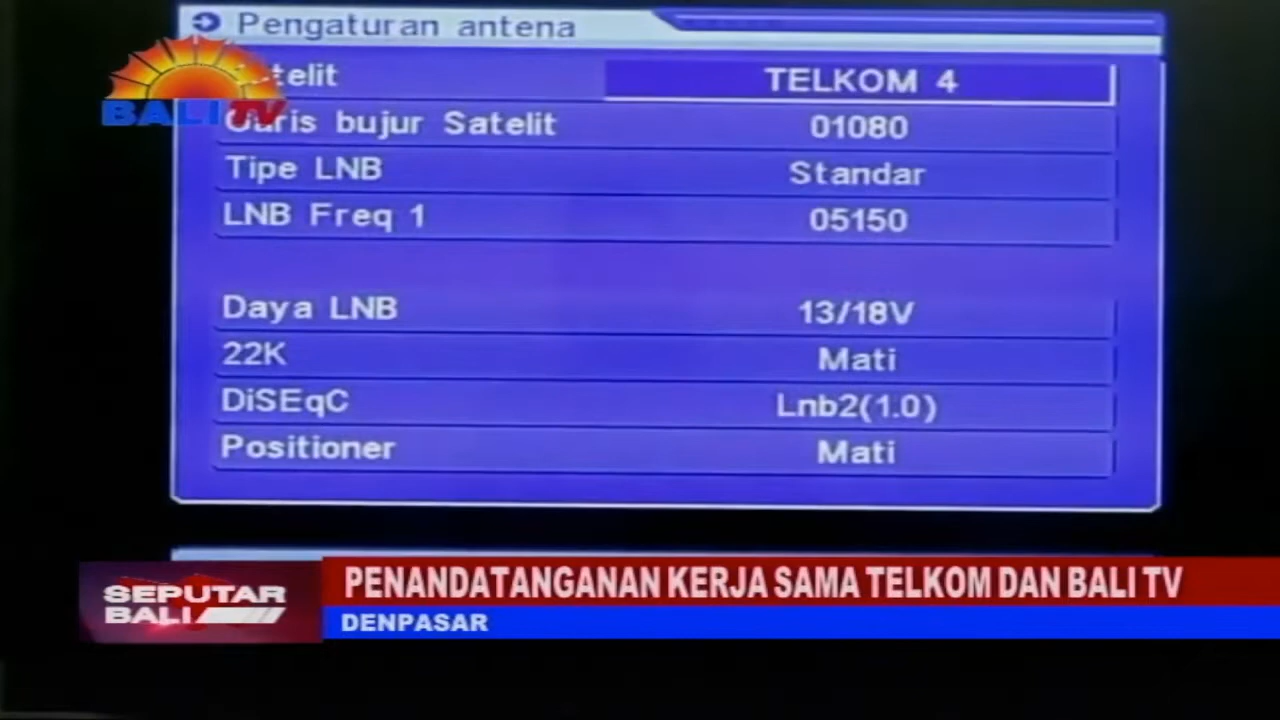 Pengaturan antena
BALI TV
TELKOM 4
Garis bujur Satelit 01080
Tipe LNB Standar
LNB Freq 1 05150
Daya LNB 13/18V
22K Mati
DiSEqC Lnb2(1.0)
Positioner Mati
SEPUTAR
BALI
PENANDATANGANAN KERJA SAMA TELKOM DAN BALI TV
DENPASAR